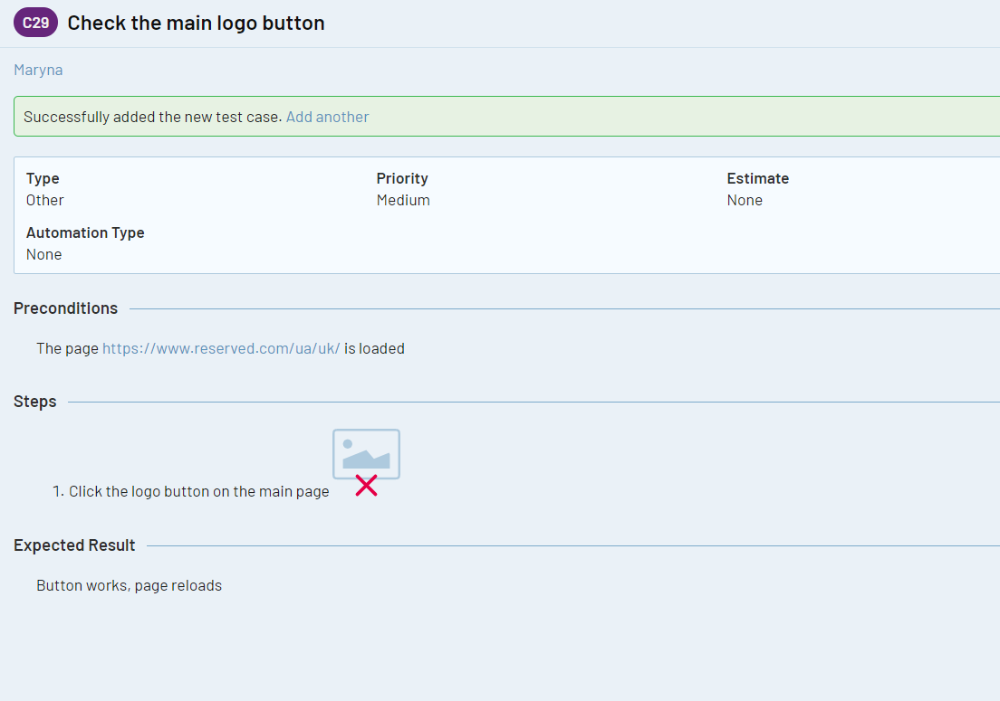 C29 Check the main logo button
Maryna
Successfully added the new test case. Add another
Type Priority Estimate
Other Medium None
Automation Type
None
Preconditions
The page https://www.reserved.com/ua/uk/ is loaded
Steps
1. Click the logo button on the main page
Expected Result
Button works, page reloads